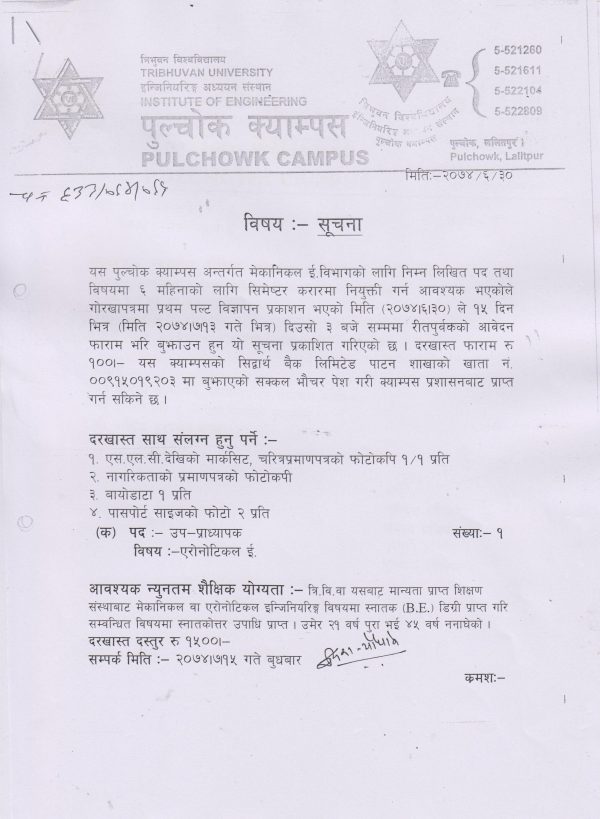 त्रिभुवन विश्वविद्यालय
TRIBHUVAN UNIVERSITY
इन्जिनियरिङ अध्ययन संस्थान
INSTITUTE OF ENGINEERING
पुल्चोक क्याम्पस
PULCHOWK CAMPUS
त्रिभुवन विश्वविद्यालय
पुल्चोक क्याम्पस
5-521260
5-521611
5-522104
5-522809
पुल्चोक, ललितपुर।
Pulchowk, Lalitpur
मितिः–२०७४/६/३०
विषय :– सूचना
यस पुल्चोक क्याम्पस अन्तर्गत मेकानिकल ई.विभागको लागि निम्न लिखित पद तथा
विषयमा ६ महिनाको लागि सिमेष्टर करारमा नियुक्ती गर्न आवश्यक भएकोले
गोरखापत्रमा प्रथम पल्ट विज्ञापन प्रकाशन भएको मिति (२०७४।६।३०) ले १५ दिन
भित्र (मिति २०७४।७।१३ गते भित्र) दिउसो ३ बजे सम्ममा रीतपुर्वकको आवेदन
फाराम भरि बुझाउन हुन यो सूचना प्रकाशित गरिएको छ । दरखास्त फाराम रु
१००।– यस क्याम्पसको सिद्वार्थ बैक लिमिटेड पाटन शाखाको खाता नं.
००१५०१९२०३ मा बुझाएको सक्कल भौचर पेश गरी क्याम्पस प्रशासनबाट प्राप्त
गर्न सकिने छ ।
दरखास्त साथ संलग्न हुनु पर्ने :–
१. एस.एल.सी.देखिको मार्कसिट, चरित्रप्रमाणपत्रको फोटोकपि १/१ प्रति
२. नागरिकताको प्रमाणपत्रको फोटोकपी
३. बायोडाटा १ प्रति
४. पासपोर्ट साइजको फोटो २ प्रति
(क) पद :– उप–प्राध्यापक संख्याः– १
विषय :–एरोनोटिकल ई.
आवश्यक न्युनतम शैक्षिक योग्यता :– त्रि.वि.वा यसबाट मान्यता प्राप्त शिक्षण
संस्थाबाट मेकानिकल वा एरोनोटिकल इन्जिनियरिङ्ग विषयमा स्नातक (B.E.) डिग्री प्राप्त गरि
सम्वन्धित विषयमा स्नातकोत्तर उपाधि प्राप्त । उमेर २१ वर्ष पुरा भई ४५ वर्ष ननाघेको ।
दरखास्त दस्तुर रु १५००।–
सम्पर्क मिति :– २०७४।७।१५ गते बुधबार
कमशः–